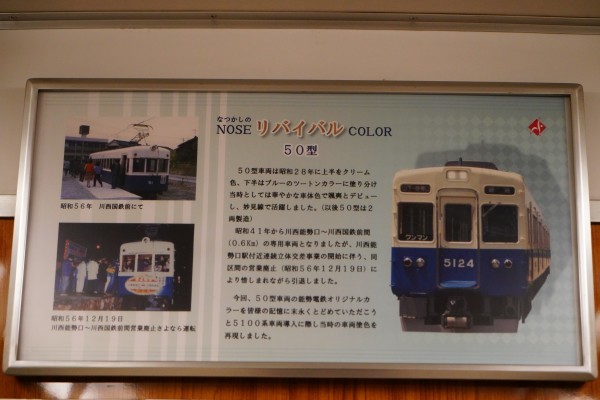 なつかしの
NOSE リバイバル COLOR
50型
50型車両は昭和28年に上半をクリーム
色、下半はブルーのツートンカラーに塗り分け
当時としては華やかな車体色で颯爽とデビュー
し、妙見線で活躍しました。（以後50型は2
両製造）
昭和41年から川西能勢口～川西国鉄前間
（0.6Km）の専用車両となりましたが、川西能
勢口駅付近連続立体交差事業の開始に伴う、同
区間の営業廃止（昭和56年12月19日）に
より惜しまれながら引退しました。
今回、50型車両の能勢電鉄オリジナルカ
ラーを皆様の記憶に末永くとどめていただこう
と5100系車両導入に際し当時の車両塗色を
再現しました。
昭和56年　川西国鉄前にて
昭和56年12月19日
川西能勢口～川西国鉄前間営業廃止さよなら運転
ワンマン
5124